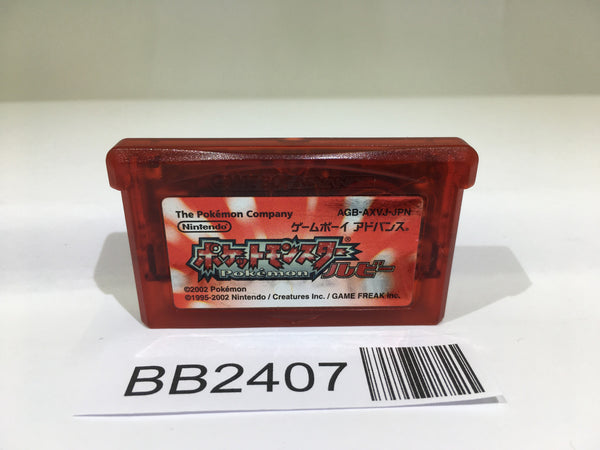 The Pokémon Company
AGB-AXVJ-JPN
Nintendo
ゲームボーイ アドバンス®
ポケットモンスター®
Pokémon ルビー
©2002 Pokémon
©1995-2002 Nintendo / Creatures Inc. / GAME FREAK inc.
BB2407